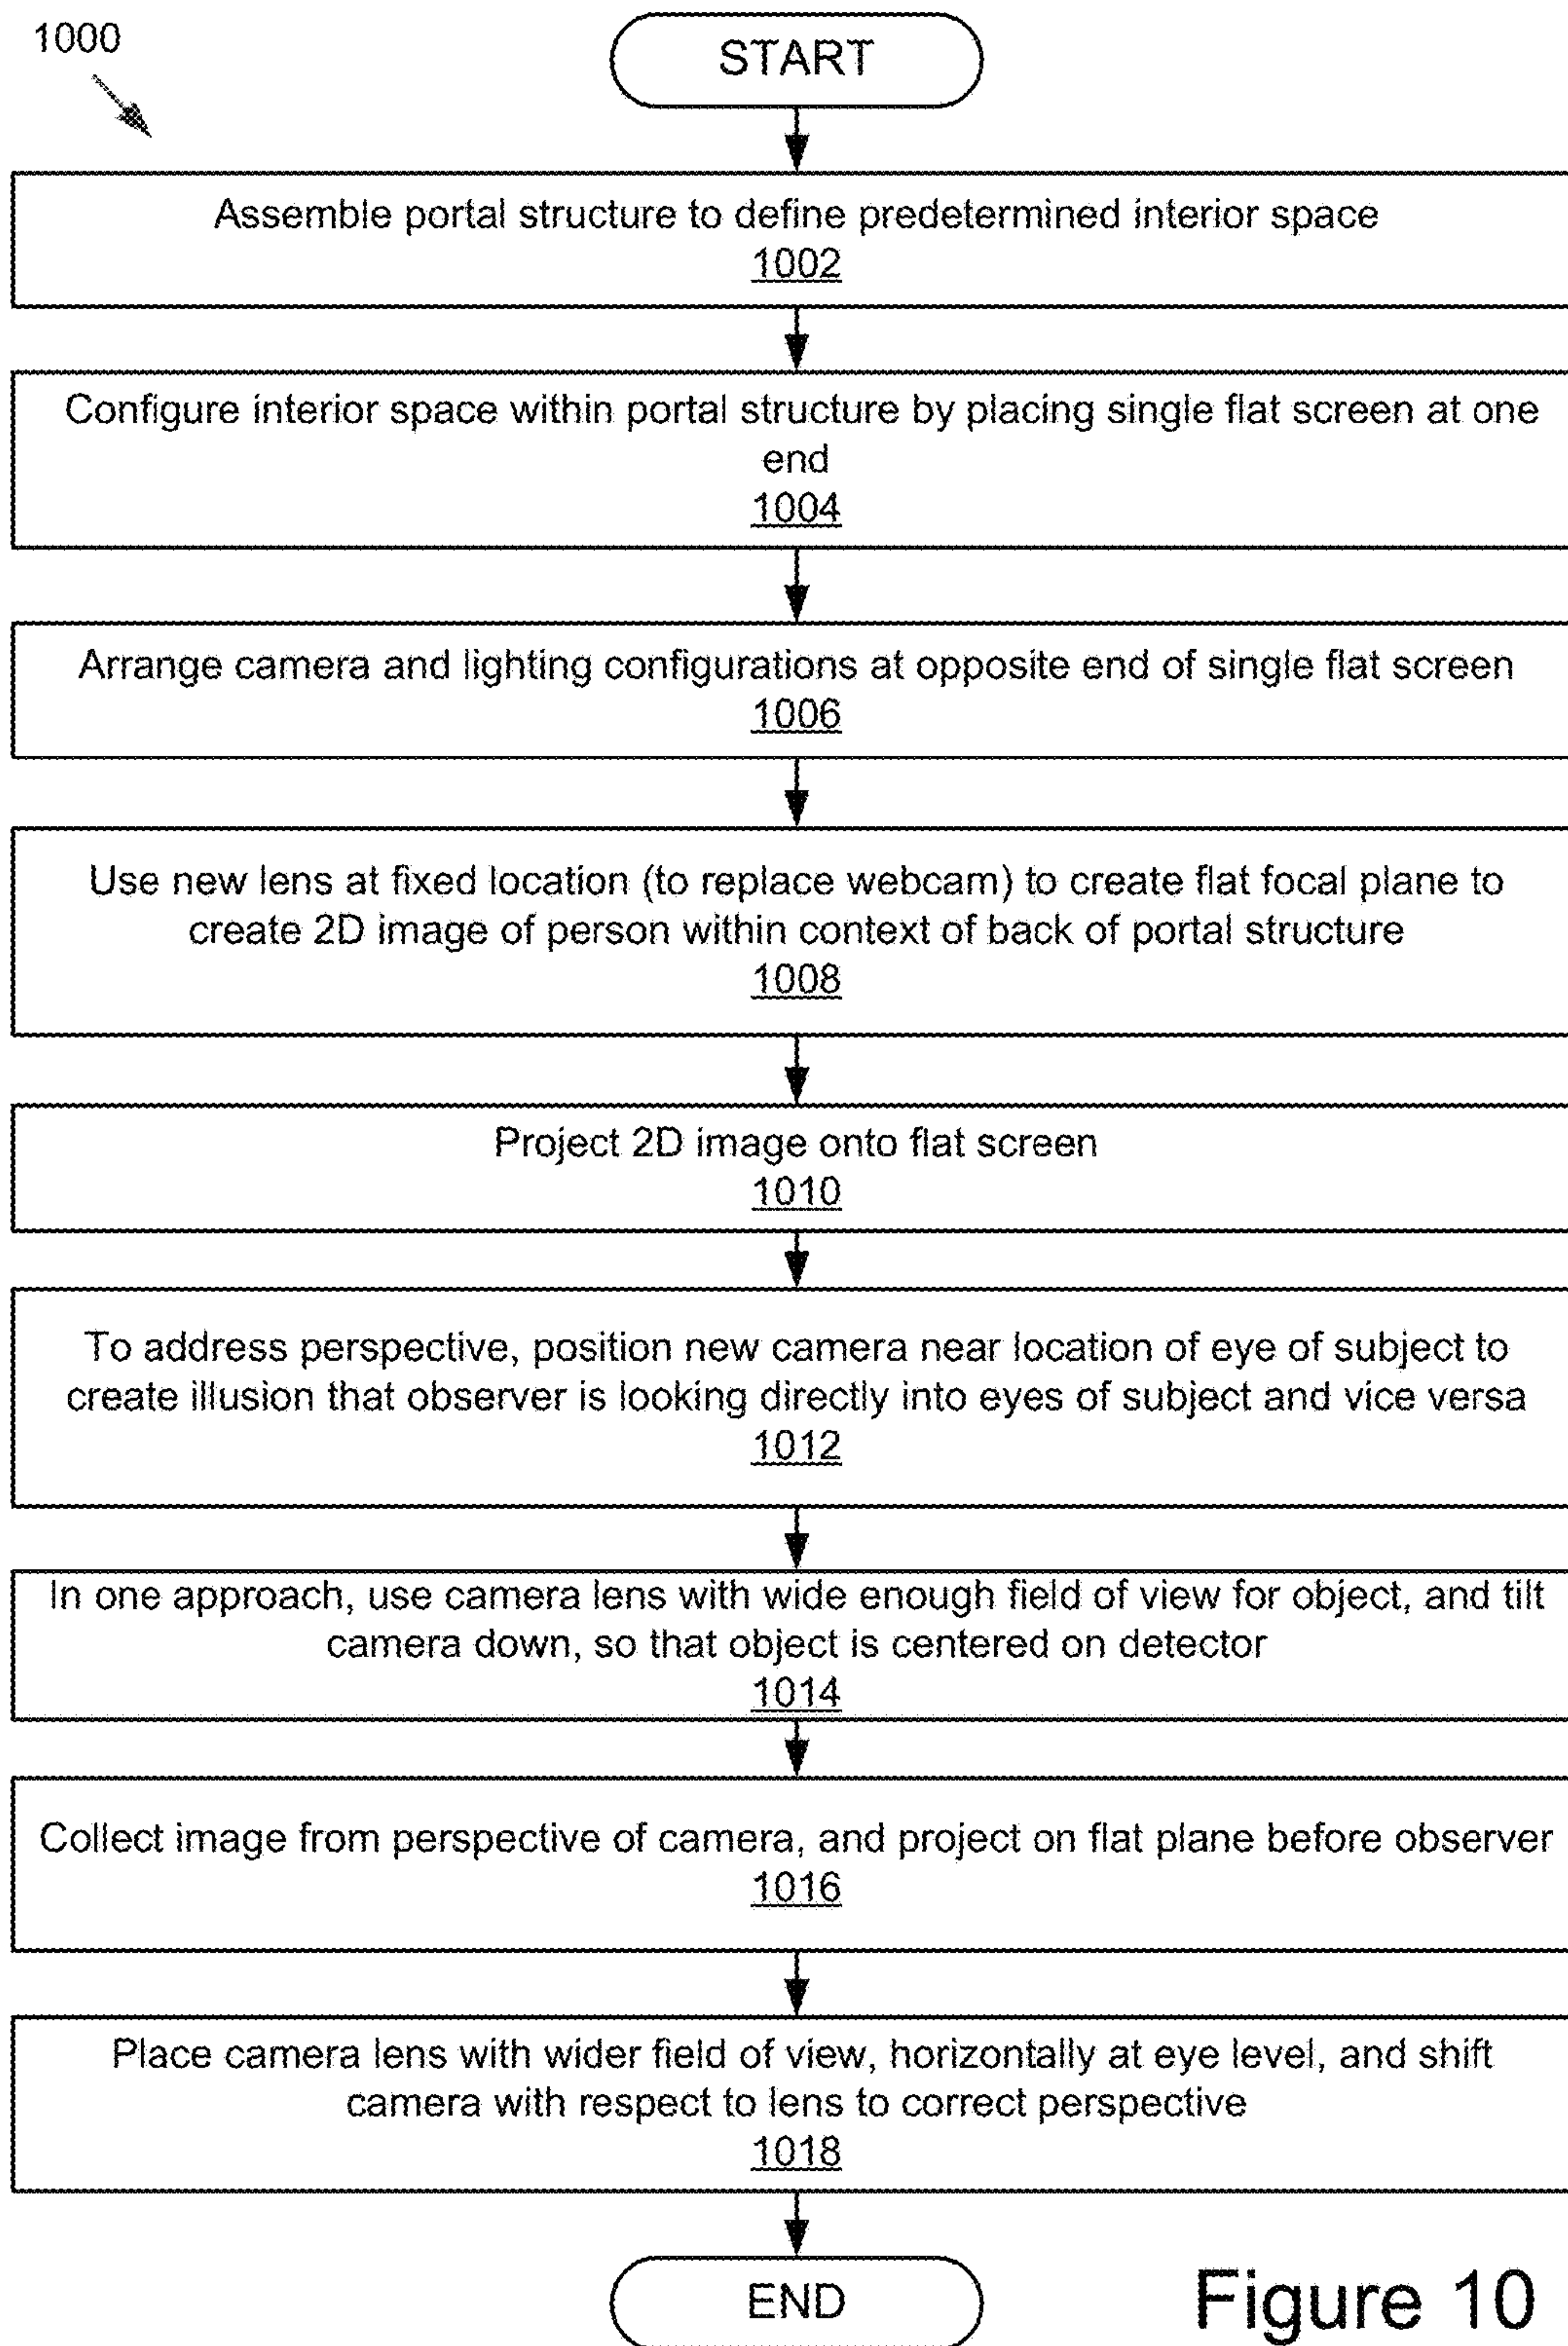 1000
START
Assemble portal structure to define predetermined interior space
1002
Configure interior space within portal structure by placing single flat screen at one
end
1004
Arrange camera and lighting configurations at opposite end of single flat screen
1006
Use new lens at fixed location (to replace webcam) to create flat focal plane to
create 2D image of person within context of back of portal structure
1008
Project 2D image onto flat screen
1010
To address perspective, position new camera near location of eye of subject to
create illusion that observer is looking directly into eyes of subject and vice versa
1012
In one approach, use camera lens with wide enough field of view for object, and tilt
camera down, so that object is centered on detector
1014
Collect image from perspective of camera, and project on flat plane before observer
1016
Place camera lens with wider field of view, horizontally at eye level, and shift
camera with respect to lens to correct perspective
1018
END
Figure 10